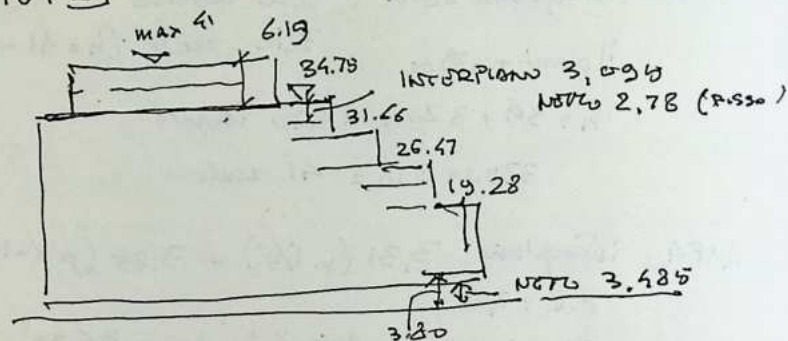 max 41
6.19
34.78
INTERPIANO 3,094
NETTO 2.78
31.66
26.47
19.28
NETTO 3.485
3.80